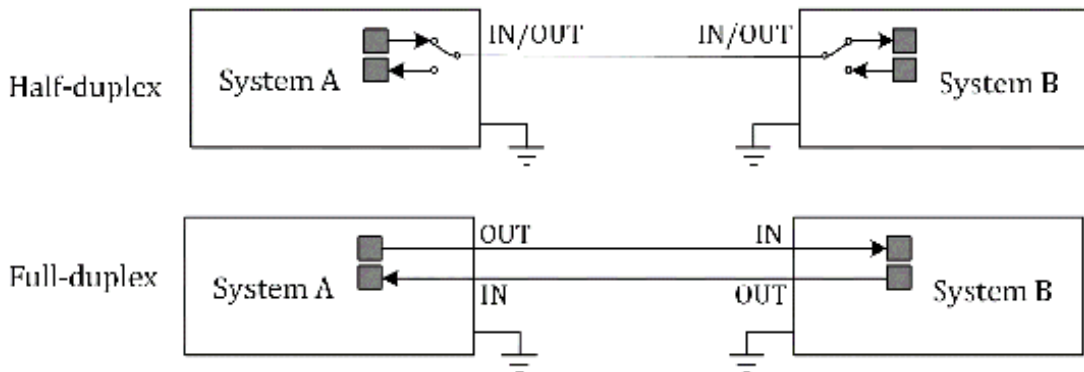 IN/OUT IN/OUT
Half-duplex System A System B
OUT IN
Full-duplex System A System B
IN OUT